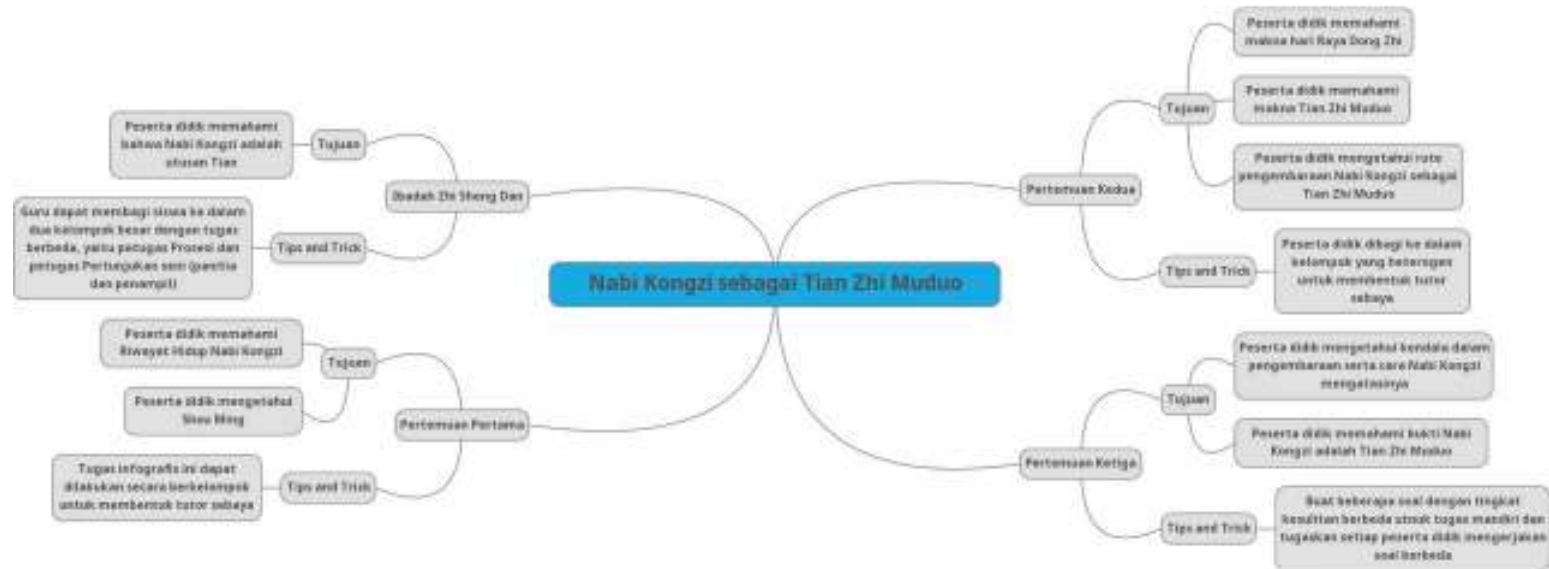 Nabi Kongzi sebagai Tian Zhi Muduo
Ibadah Zhi Sheng Dan
Tujuan
Peserta didik memahami
bahwa Nabi Kongzi adalah
utusan Tian
Tips and Trick
Guru dapat membagi siswa ke dalam
dua kelompok besar dengan tugas
berbeda, yaitu petugas Prosesi dan
petugas Pertunjukan seni (panitia
dan penampil)
Pertemuan Pertama
Tujuan
Peserta didik memahami
Riwayat Hidup Nabi Kongzi
Peserta didik mengetahui
Shou Ming
Tips and Trick
Tugas infografis ini dapat
dilakukan secara berkelompok
untuk membentuk tutor sebaya
Pertemuan Kedua
Tujuan
Peserta didik memahami
makna hari Raya Dong Zhi
Peserta didik memahami
makna Tian Zhi Muduo
Peserta didik mengetahui rute
pengembaraan Nabi Kongzi sebagai
Tian Zhi Muduo
Tips and Trick
Peserta didik dibagi ke dalam
kelompok yang heterogen
untuk membentuk tutor
sebaya
Pertemuan Ketiga
Tujuan
Peserta didik mengetahui kendala dalam
pengembaraan serta cara Nabi Kongzi
mengatasinya
Peserta didik memahami bukti Nabi
Kongzi adalah Tian Zhi Muduo
Tips and Trick
Buat beberapa soal dengan tingkat
kesulitan berbeda utnuk tugas mandiri dan
tugaskan setiap peserta didik mengerjakan
soal berbeda